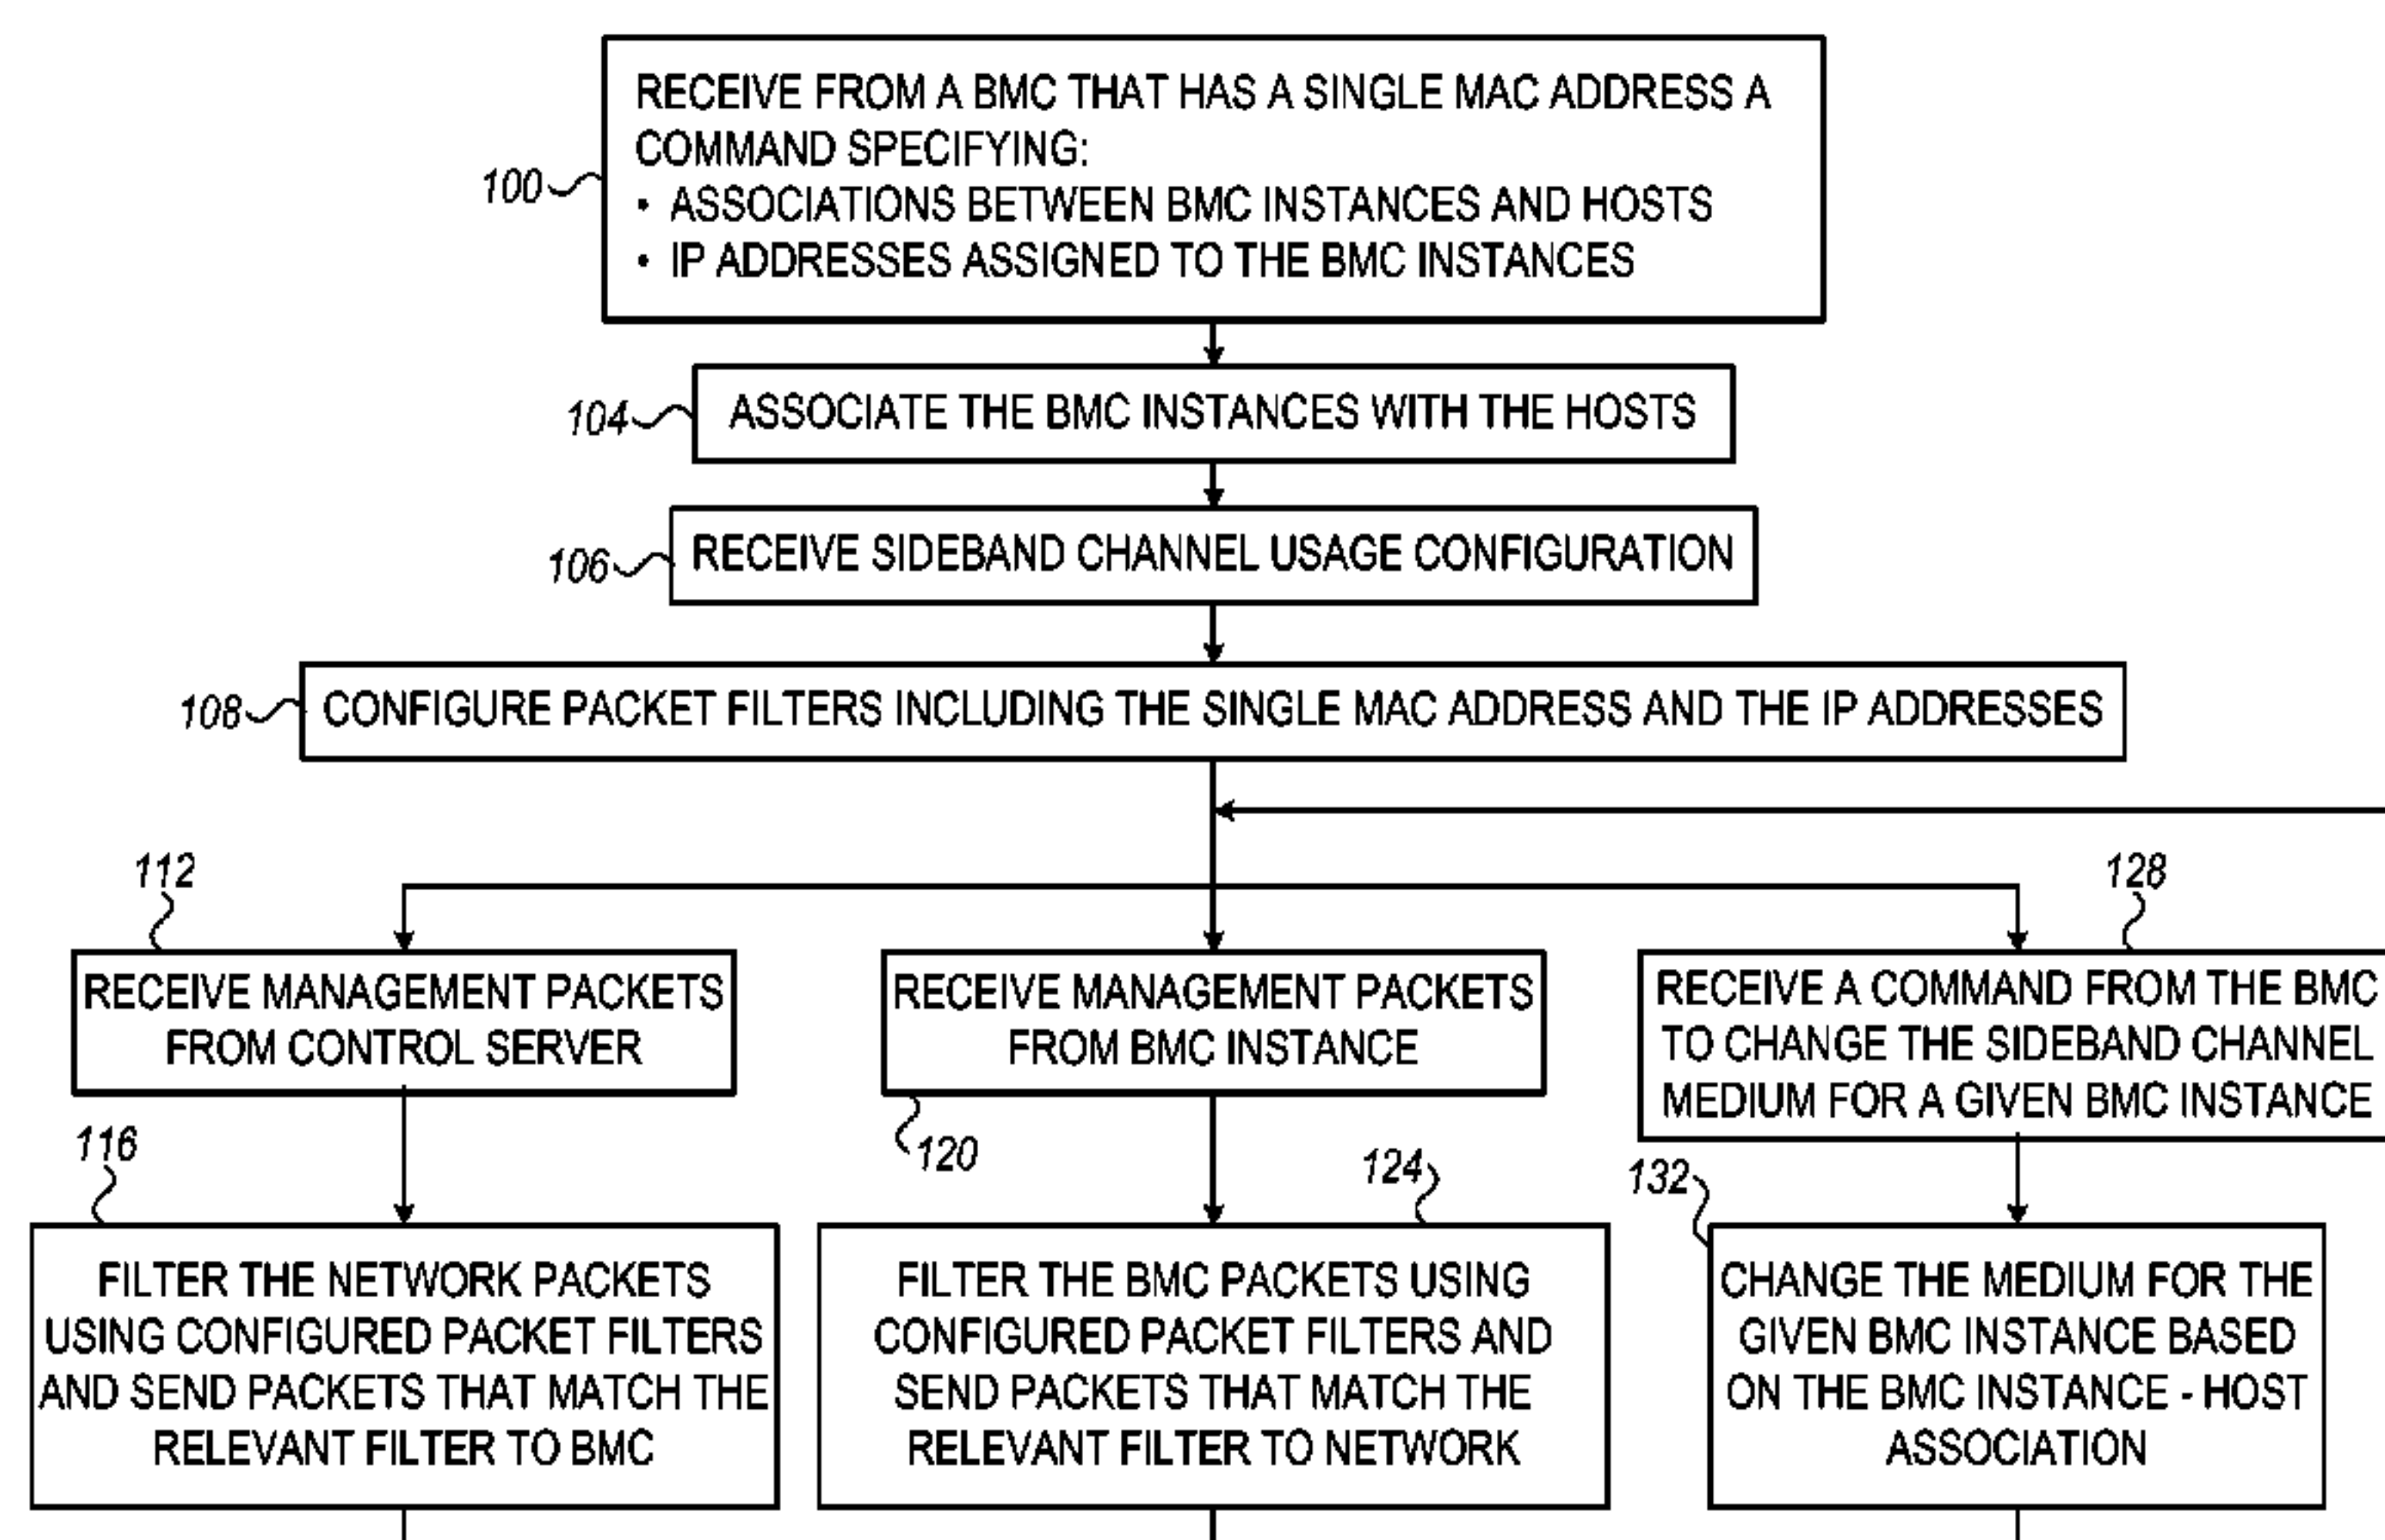 RECEIVE FROM A BMC THAT HAS A SINGLE MAC ADDRESS A
COMMAND SPECIFYING:
• ASSOCIATIONS BETWEEN BMC INSTANCES AND HOSTS
• IP ADDRESSES ASSIGNED TO THE BMC INSTANCES
100
104
ASSOCIATE THE BMC INSTANCES WITH THE HOSTS
106
RECEIVE SIDEBAND CHANNEL USAGE CONFIGURATION
108
CONFIGURE PACKET FILTERS INCLUDING THE SINGLE MAC ADDRESS AND THE IP ADDRESSES
112
RECEIVE MANAGEMENT PACKETS
FROM CONTROL SERVER
RECEIVE MANAGEMENT PACKETS
FROM BMC INSTANCE
120
128
RECEIVE A COMMAND FROM THE BMC
TO CHANGE THE SIDEBAND CHANNEL
MEDIUM FOR A GIVEN BMC INSTANCE
116
FILTER THE NETWORK PACKETS
USING CONFIGURED PACKET FILTERS
AND SEND PACKETS THAT MATCH THE
RELEVANT FILTER TO BMC
124
FILTER THE BMC PACKETS USING
CONFIGURED PACKET FILTERS AND
SEND PACKETS THAT MATCH THE
RELEVANT FILTER TO NETWORK
132
CHANGE THE MEDIUM FOR THE
GIVEN BMC INSTANCE BASED
ON THE BMC INSTANCE - HOST
ASSOCIATION